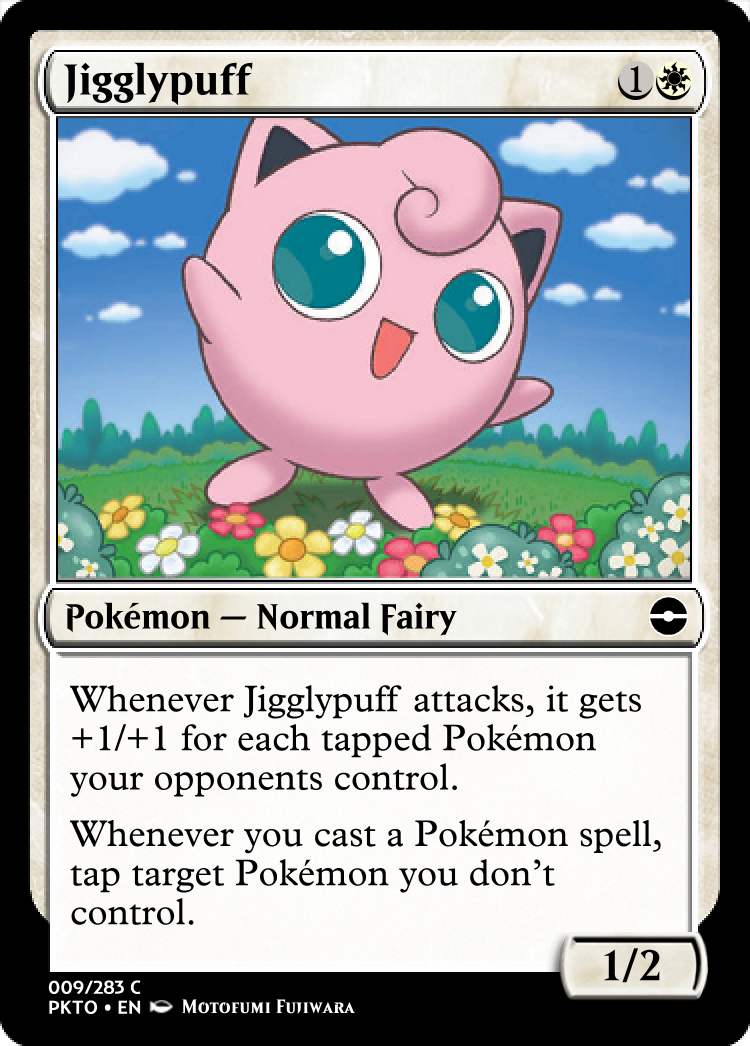 Jigglypuff 1
Pokémon — Normal Fairy
Whenever Jigglypuff attacks, it gets
+1/+1 for each tapped Pokémon
your opponents control.
Whenever you cast a Pokémon spell,
tap target Pokémon you don't
control.
1/2
009/283 C
PKTO • EN Motofumi Fujiwara